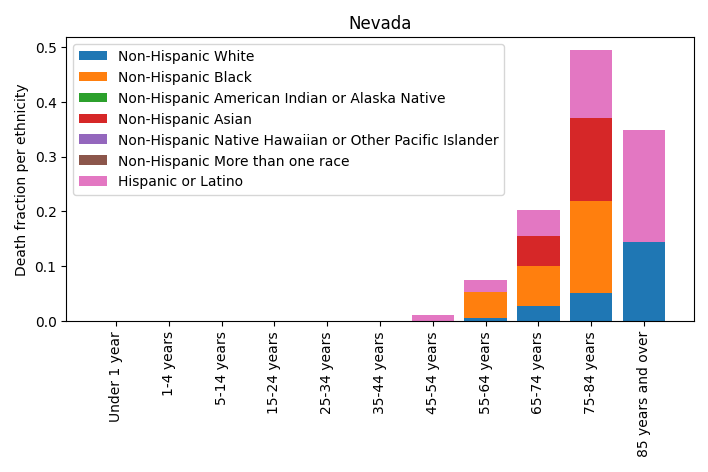 Nevada
Death fraction per ethnicity
0.5
0.4
0.3
0.2
0.1
0.0
Non-Hispanic White
Non-Hispanic Black
Non-Hispanic American Indian or Alaska Native
Non-Hispanic Asian
Non-Hispanic Native Hawaiian or Other Pacific Islander
Non-Hispanic More than one race
Hispanic or Latino
Under 1 year
1-4 years
5-14 years
15-24 years
25-34 years
35-44 years
45-54 years
55-64 years
65-74 years
75-84 years
85 years and over